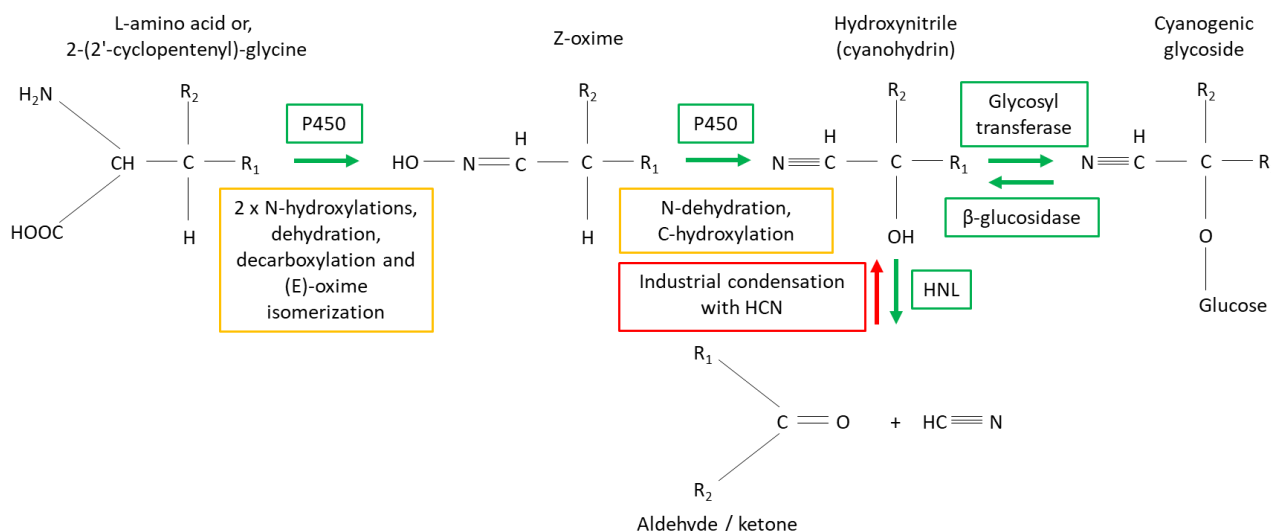 L-amino acid or,
2-(2'-cyclopentenyl)-glycine
Z-oxime
Hydroxynitrile
(cyanohydrin)
Cyanogenic
glycoside
H2N
R2
CH
C
R1
HOOC
H
P450
2 x N-hydroxylations,
dehydration,
decarboxylation and
(E)-oxime
isomerization
HO
N
H
C
R2
C
R1
H
P450
N-dehydration,
C-hydroxylation
N
H
C
R2
C
R1
OH
Glycosyl
transferase
β-glucosidase
N
H
C
R2
C
R
O
Glucose
Industrial condensation
with HCN
HNL
R1
C
O
+
HC
N
R2
Aldehyde / ketone